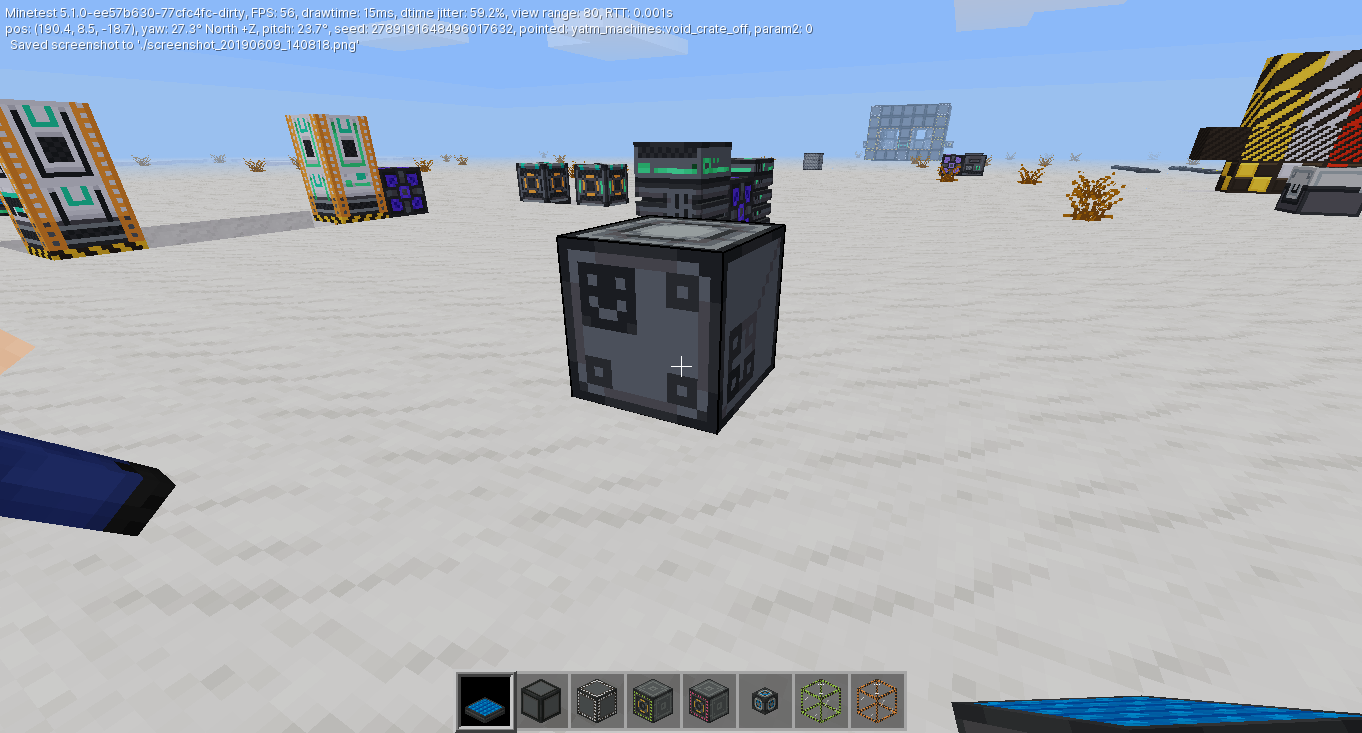 Minetest 5.1.0-ee57b630-77cfc4fc-dirty, FPS: 56, drawtime: 15ms, dtime jitter: 59.2%, view range: 80, RTT: 0.001s
pos: (190.4, 8.5, -18.7), yaw: 27.3° North +Z, pitch: 23.7°, seed: 2789191648496017632, pointed: yatm_machines:void_crate_off, param2: 0
Saved screenshot to './screenshot_20190609_140818.png'